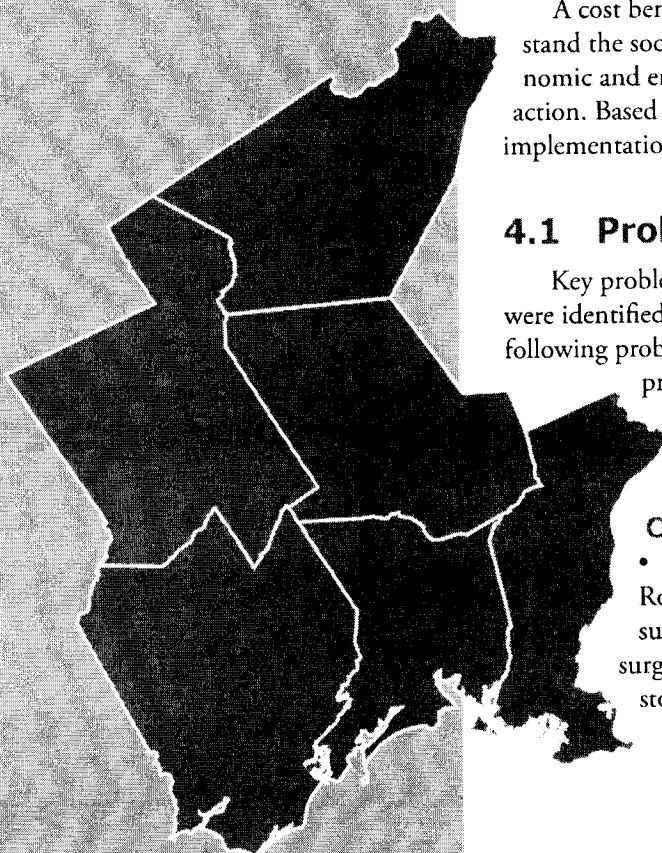 A cost ber
stand the soc
nomic and er
action. Based
implementatio
4.1 Prol
Key proble
were identified
following prob
pr
C
•
Ro
su
surg
sto